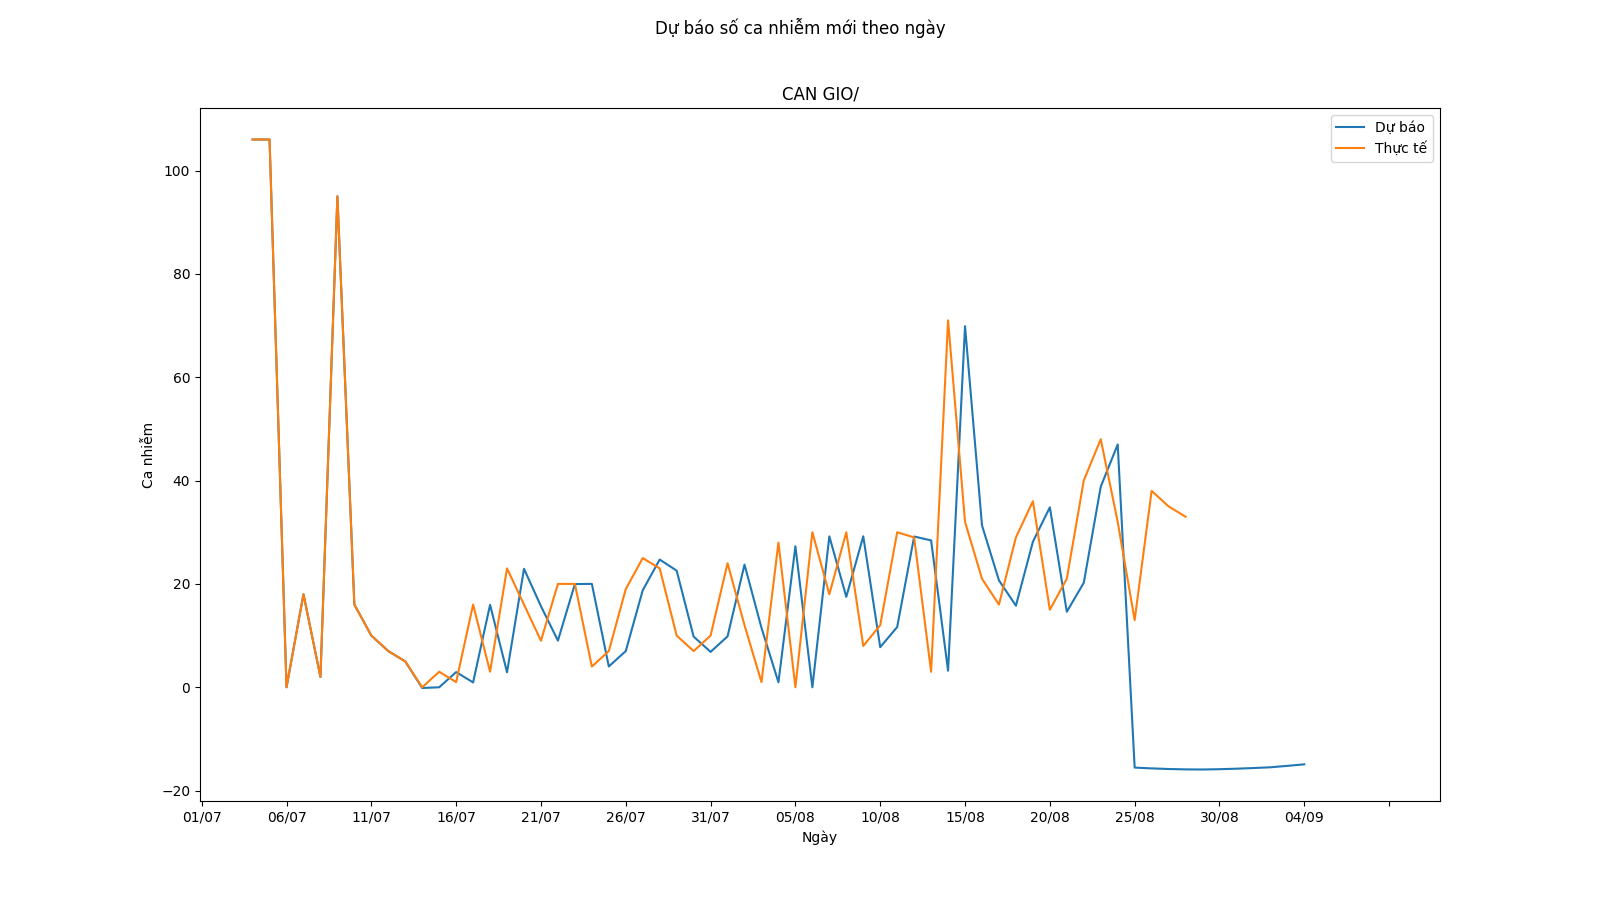 Dự báo số ca nhiễm mới theo ngày
CAN GIO/
Dự báo
Thực tế
Ca nhiễm
100
80
60
40
20
0
−20
01/07 06/07 11/07 16/07 21/07 26/07 31/07 05/08 10/08 15/08 20/08 25/08 30/08 04/09
Ngày